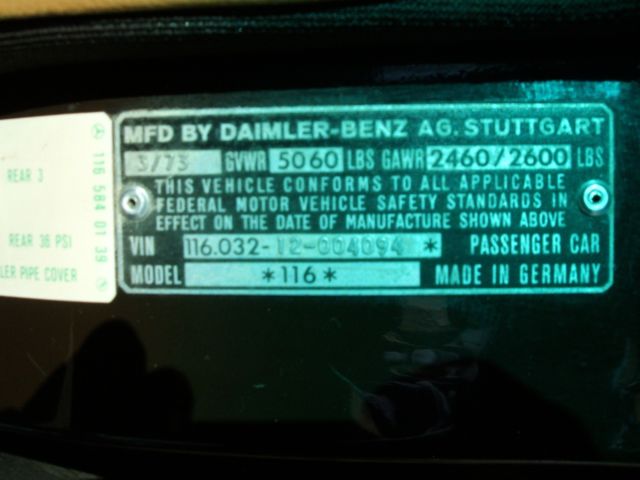 MFD BY DAIMLER-BENZ AG. STUTTGART
3/73 GVWR 5060 LBS GAWR 2460/2600 LBS
THIS VEHICLE CONFORMS TO ALL APPLICABLE
FEDERAL MOTOR VEHICLE SAFETY STANDARDS IN
EFFECT ON THE DATE OF MANUFACTURE SHOWN ABOVE
VIN 116.032-12-004094 * PASSENGER CAR
MODEL *116* MADE IN GERMANY
REAR 3
REAR 36 PSI
LER PIPE COVER
116 584 01 39